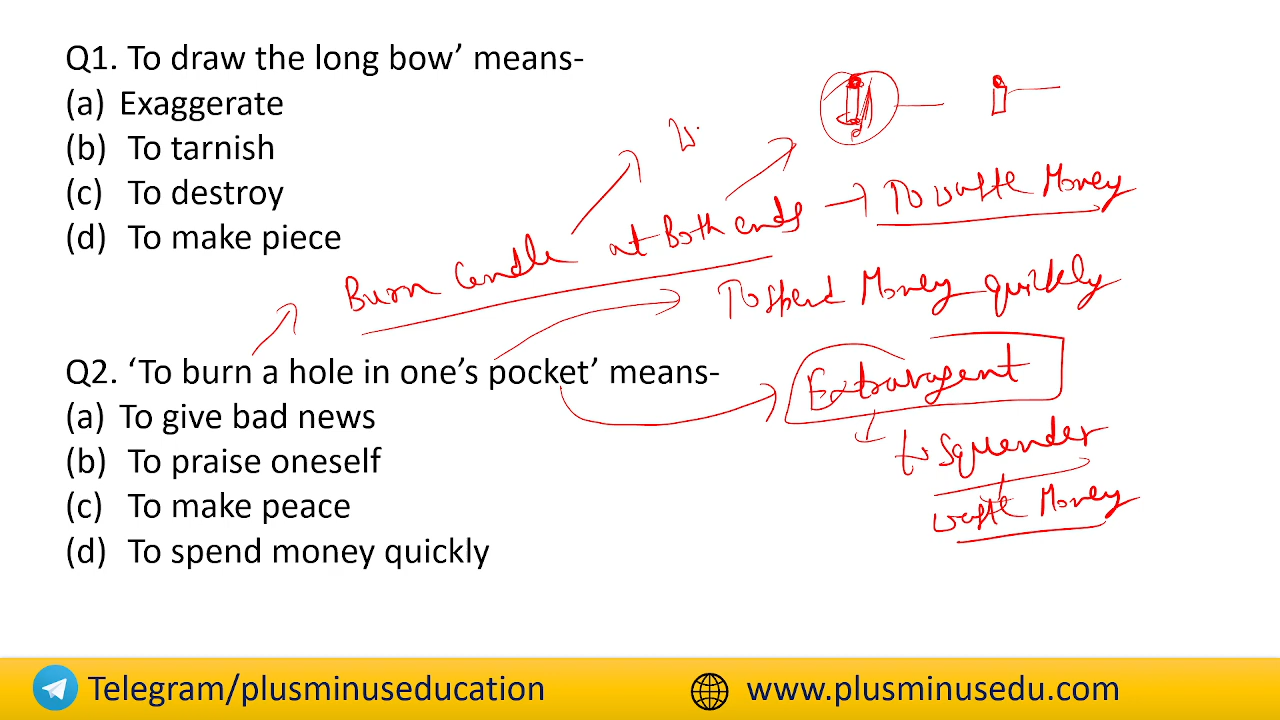 Q1. To draw the long bow’ means-
(a) Exaggerate
(b) To tarnish
(c) To destroy
(d) To make piece
Burn Candle at Both ends → To waste Money
To spend Money quickly
Q2. ‘To burn a hole in one’s pocket’ means-
Extravagent
(a) To give bad news
to Squander
(b) To praise oneself
waste Money
(c) To make peace
(d) To spend money quickly
Telegram/plusminuseducation
www.plusminusedu.com